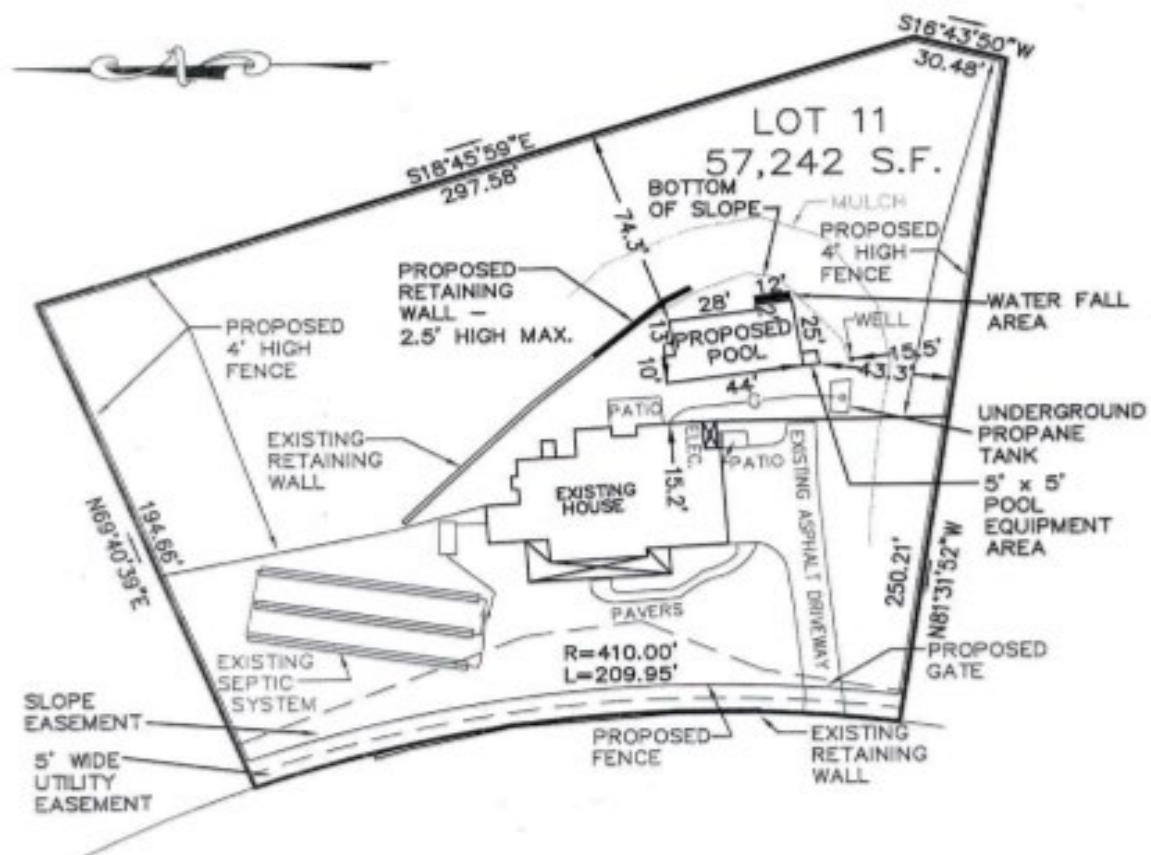 S16°43'50"W
30.48'
LOT 11
57,242 S.F.
S18°45'59"E
297.58'
BOTTOM
OF SLOPE
MULCH
74.3'
PROPOSED
4' HIGH
FENCE
PROPOSED
RETAINING
WALL -
2.5' HIGH MAX.
12'
28'
WATER FALL
AREA
PROPOSED
4' HIGH
FENCE
13'
PROPOSED
POOL
25'
WELL
15.5'
10'
43.3'
44'
G
PATIO
UNDERGROUND
PROPANE
TANK
ELEC.
PATIO
EXISTING
RETAINING
WALL
15.2'
EXISTING
HOUSE
5' x 5'
POOL
EQUIPMENT
AREA
EXISTING ASPHALT DRIVEWAY
194.66'
N69°40'39"E
250.21'
N81°31'52"W
PAVERS
R=410.00'
L=209.95'
PROPOSED
GATE
EXISTING
SEPTIC
SYSTEM
SLOPE
EASEMENT
5' WIDE
UTILITY
EASEMENT
PROPOSED
FENCE
EXISTING
RETAINING
WALL